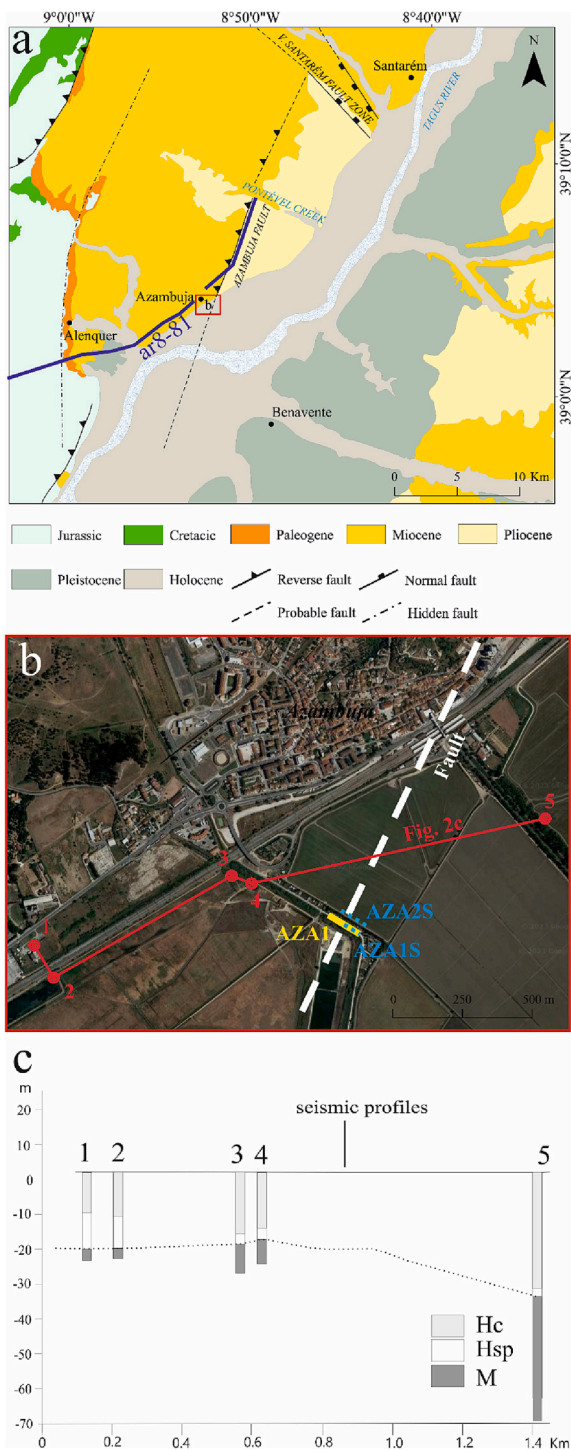 a
9°0'0"W
8°50'0"W
8°40'0"W
V. SANTARÉM FAULT ZONE
Santarém
N
TAGUS RIVER
39°10'0"N
PONTÉVEL CREEK
AZAMBUJA FAULT
Azambuja
b
Alenquer
ar8-81
39°0'0"N
Benavente
0 5 10 Km
Jurassic Cretacic Paleogene Miocene Pliocene
Pleistocene Holocene Reverse fault Normal fault
Probable fault Hidden fault
b
Azambuja
Fault
5
Fig. 2c
3
4
AZA2S
1
AZA1
AZA1S
2
0 250 500 m
c
m
seismic profiles
20
10
1 2 3 4 5
0
-10
-20
-30
-40
Hc
-50
Hsp
-60
M
-70
0 0.2 0.4 0.6 0.8 1.0 1.2 1.4 Km